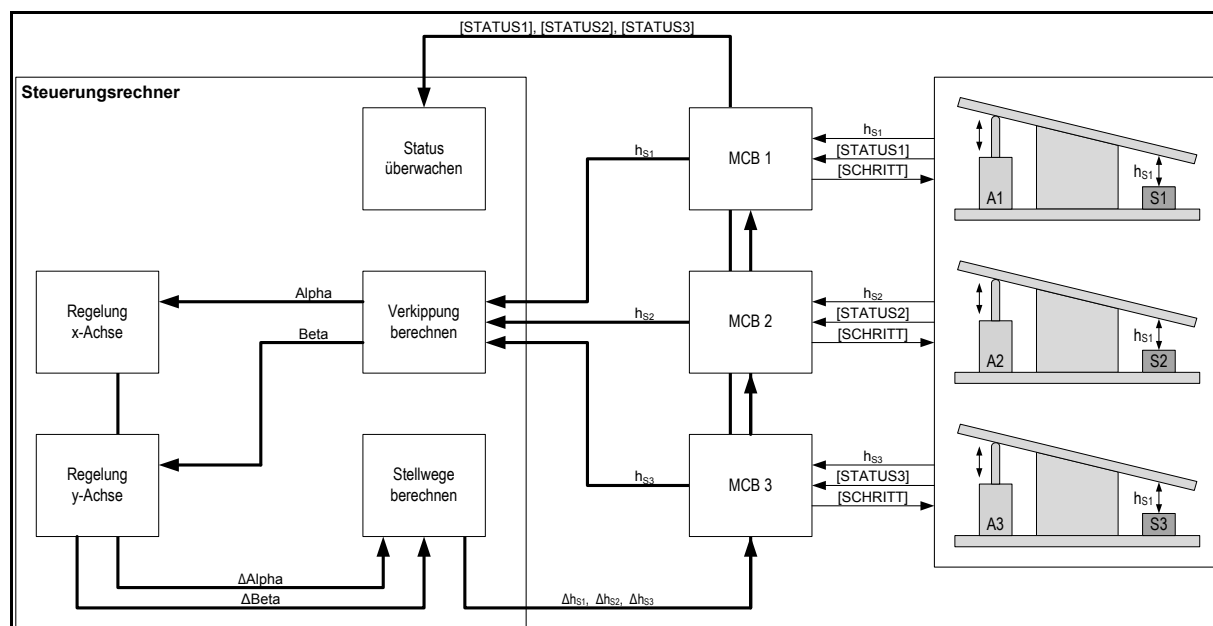 [STATUS1], [STATUS2], [STATUS3]
Steuerungsrechner
Status
überwachen
hS1
MCB 1
hS1
[STATUS1]
[SCHRITT]
A1
hS1
S1
Regelung
x-Achse
Alpha
Beta
Verkippung
berechnen
hS2
MCB 2
hS2
[STATUS2]
[SCHRITT]
A2
hS1
S2
Regelung
y-Achse
Stellwege
berechnen
hS3
MCB 3
hS3
[STATUS3]
[SCHRITT]
A3
hS1
S3
ΔAlpha
ΔBeta
ΔhS1, ΔhS2, ΔhS3